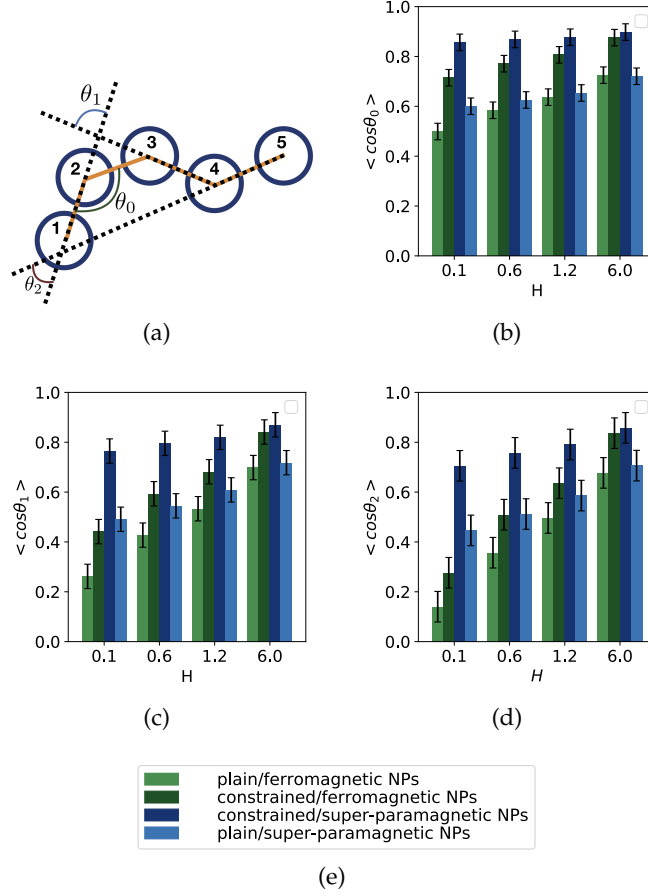 θ₁
3
5
2
4
θ₀
1
θ₂
(a)
1.0
0.8
0.6
0.4
0.2
0.0
< cosθ₀ >
0.1 0.6 1.2 6.0
H
(b)
1.0
0.8
0.6
0.4
0.2
0.0
< cosθ₁ >
0.1 0.6 1.2 6.0
H
(c)
1.0
0.8
0.6
0.4
0.2
0.0
< cosθ₂ >
0.1 0.6 1.2 6.0
H
(d)
plain/ferromagnetic NPs
constrained/ferromagnetic NPs
constrained/super-paramagnetic NPs
plain/super-paramagnetic NPs
(e)